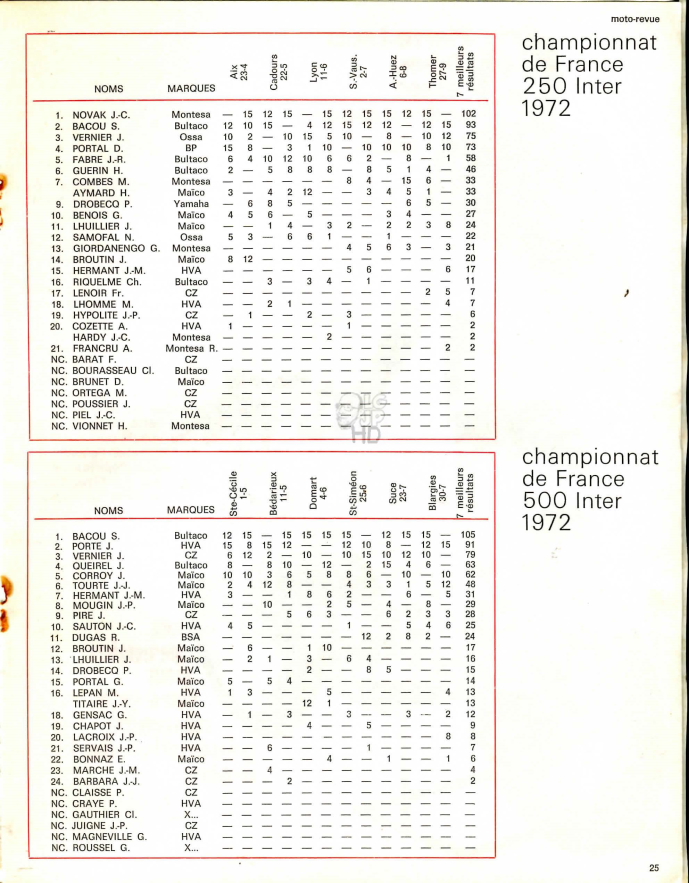 moto-revue
championnat
de France
250 Inter
1972
NOMS MARQUES Aix 23-4 Cadours 22-5 Lyon 11-6 S.-Vaus. 2-7 A.-Huez 6-8 Thomer 27-9 7 meilleurs résultats
1. NOVAK J.-C. Montesa — 15 12 15 — 15 12 15 15 15 12 15 — 102
2. BACOU S. Bultaco 12 10 15 — 4 12 15 12 12 — 12 15 93
3. VERNIER J. Ossa 10 2 — 10 15 5 10 — 8 — 10 12 75
4. PORTAL D. BP 15 8 — 3 1 10 — 10 10 10 8 10 73
5. FABRE J.-R. Bultaco 6 4 10 12 10 6 6 2 — 8 — 1 58
6. GUERIN H. Bultaco 2 — 5 8 8 8 — 8 5 1 4 — 46
7. COMBES M. Montesa — — — — — — 8 4 — 15 6 — 33
AYMARD H. Maïco 3 — 4 2 12 — — 3 4 5 1 — 33
9. DROBECQ P. Yamaha — 6 8 5 — — — — — 6 5 — 30
10. BENOIS G. Maïco 4 5 6 — 5 — — — 3 4 — — 27
11. LHUILLIER J. Maïco — — 1 4 — 3 2 — 2 2 3 8 24
12. SAMOFAL N. Ossa 5 3 — 6 6 1 — — 1 — — — 22
13. GIORDANENGO G. Montesa — — — — — — 4 5 6 3 — 3 21
14. BROUTIN J. Maïco 8 12 — — — — — — — — — — 20
15. HERMANT J.-M. HVA — — — — — — 5 6 — — — 6 17
16. RIQUELME Ch. Bultaco — — 3 — 3 4 — 1 — — — — 11
17. LENOIR Fr. CZ — — — — — — — — — — 2 5 7
18. LHOMME M. HVA — — 2 1 — — — — — — — 4 7
19. HYPOLITE J.-P. CZ — 1 — — 2 — 3 — — — — — 6
20. COZETTE A. HVA 1 — — — — — 1 — — — — — 2
HARDY J.-C. Montesa — — — — — 2 — — — — — — 2
21. FRANCRU A. Montesa R. — — — — — — — — — — — 2 2
NC. BARAT F. CZ — — — — — — — — — — — — —
NC. BOURASSEAU Cl. Bultaco — — — — — — — — — — — — —
NC. BRUNET D. Maïco — — — — — — — — — — — — —
NC. ORTEGA M. CZ — — — — — — — — — — — — —
NC. POUSSIER J. CZ — — — — — — — — — — — — —
NC. PIEL J.-C. HVA — — — — — — — — — — — — —
NC. VIONNET H. Montesa — — — — — — — — — — — — —
HD
championnat
de France
500 Inter
1972
NOMS MARQUES Ste-Cécile 1-5 Bédarieux 11-5 Domart 4-6 St-Siméon 25-6 Suce 23-7 Blargies 30-7 7 meilleurs résultats
1. BACOU S. Bultaco 12 15 — 15 15 15 15 — 12 15 15 — 105
2. PORTE J. HVA 15 8 15 12 — — 12 10 8 — 12 15 91
3. VERNIER J. CZ 6 12 2 — 10 — 10 15 10 12 10 — 79
4. QUEIREL J. Bultaco 8 — 8 10 — 12 — 2 15 4 6 — 63
5. CORROY J. Maïco 10 10 3 6 5 8 8 6 — 10 — 10 62
6. TOURTE J.-J. Maïco 2 4 12 8 — — 4 3 3 1 5 12 48
7. HERMANT J.-M. HVA 3 — — 1 8 6 2 — — 6 — 5 31
8. MOUGIN J.-P. Maïco — — 10 — — 2 5 — 4 — 8 — 29
9. PIRE J. CZ — — — 5 6 3 — — 6 2 3 3 28
10. SAUTON J.-C. HVA 4 5 — — — — 1 — — 5 4 6 25
11. DUGAS R. BSA — — — — — — — 12 2 8 2 — 24
12. BROUTIN J. Maïco — 6 — — 1 10 — — — — — — 17
13. LHUILLIER J. Maïco — 2 1 — 3 — 6 4 — — — — 16
14. DROBECQ P. HVA — — — — 2 — — 8 5 — — — 15
15. PORTAL G. Maïco 5 — 5 4 — — — — — — — — 14
16. LEPAN M. HVA 1 3 — — — 5 — — — — — 4 13
TITAIRE J.-Y. Maïco — — — — 12 1 — — — — — — 13
18. GENSAC G. HVA — 1 — 3 — — 3 — — 3 — 2 12
19. CHAPOT J. HVA — — — — 4 — — 5 — — — — 9
20. LACROIX J.-P. HVA — — — — — — — — — — — 8 8
21. SERVAIS J.-P. HVA — — 6 — — — — 1 — — — — 7
22. BONNAZ E. Maïco — — — — — 4 — — 1 — — 1 6
23. MARCHE J.-M. CZ — — 4 — — — — — — — — — 4
24. BARBARA J.-J. CZ — — — 2 — — — — — — — — 2
NC. CLAISSE P. CZ — — — — — — — — — — — — —
NC. CRAYE P. HVA — — — — — — — — — — — — —
NC. GAUTHIER Cl. X... — — — — — — — — — — — — —
NC. JUIGNE J.-P. CZ — — — — — — — — — — — — —
NC. MAGNEVILLE G. HVA — — — — — — — — — — — — —
NC. ROUSSEL G. X... — — — — — — — — — — — — —
25